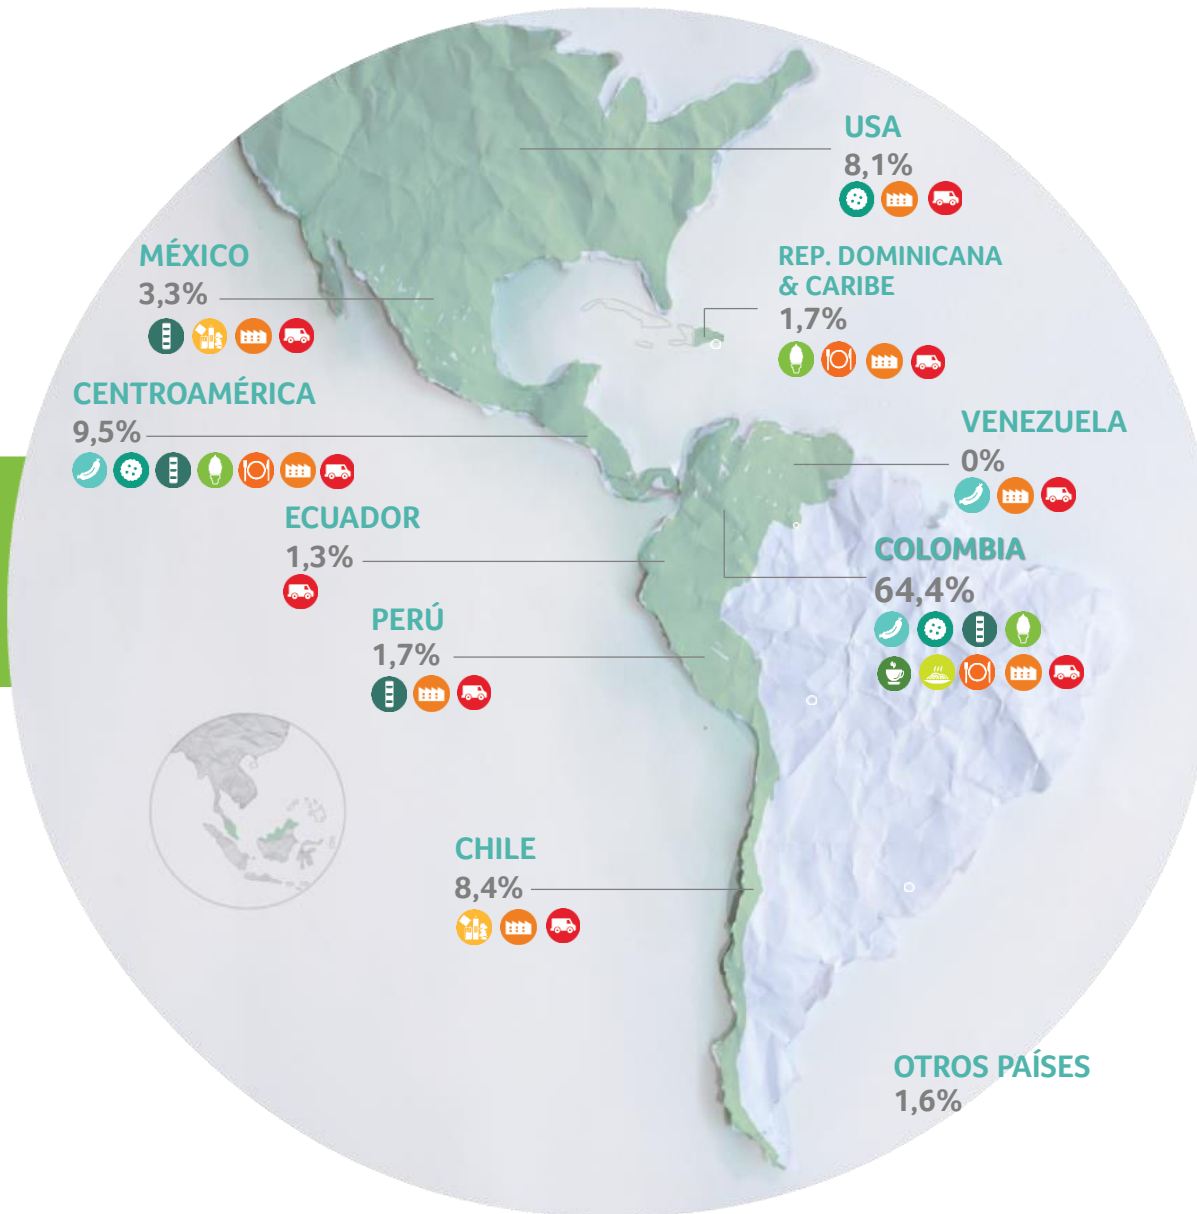 USA
8,1%
REP. DOMINICANA
& CARIBE
1,7%
MÉXICO
3,3%
CENTROAMÉRICA
9,5%
VENEZUELA
0%
ECUADOR
1,3%
COLOMBIA
64,4%
PERÚ
1,7%
CHILE
8,4%
OTROS PAÍSES
1,6%